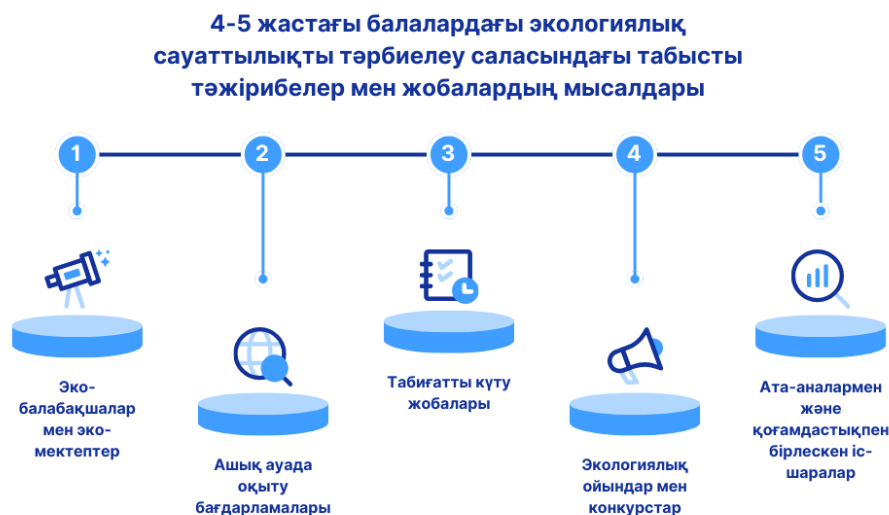 4-5 жастағы балалардағы экологиялық
сауаттылықты тәрбиелеу саласындағы табысты
тәжірибелер мен жобалардың мысалдары
1
2
3
4
5
Эко-
балабақшалар
мен эко-
мектептер
Ашық ауада
оқыту
бағдарламалары
Табиғатты күту
жобалары
Экологиялық
ойындар мен
конкурстар
Ата-аналармен
және
қоғамдастықпен
бірлескен іс-
шаралар